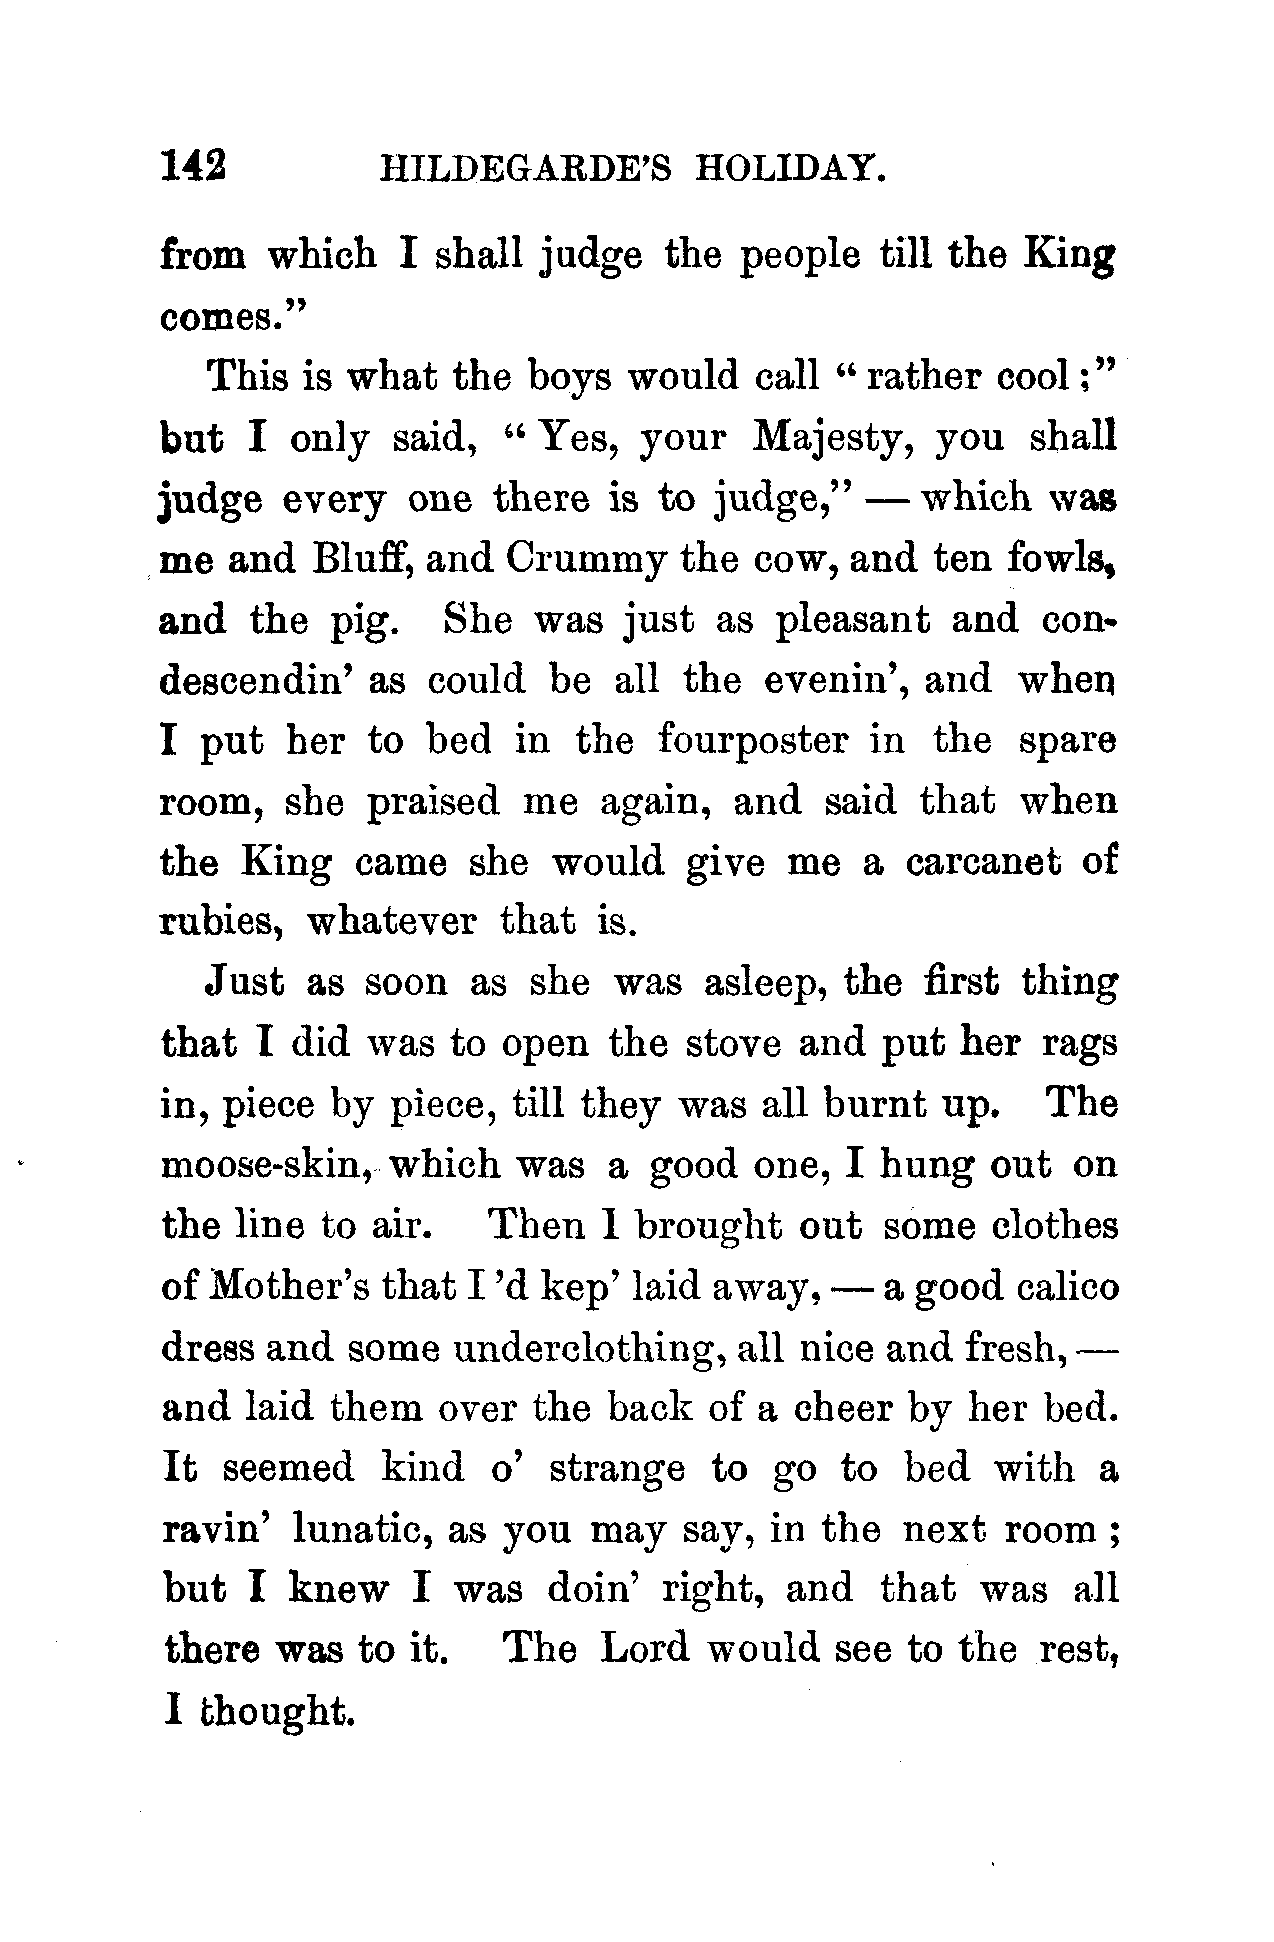 142 HILDEGARDE'S HOLIDAY.
from which I shall judge the people till the King
comes."
This is what the boys would call " rather cool ;"
but I only said, " Yes, your Majesty, you shall
judge every one there is to judge," — which was
me and Bluff, and Crummy the cow, and ten fowls,
and the pig. She was just as pleasant and con-
descendin' as could be all the evenin', and when
I put her to bed in the fourposter in the spare
room, she praised me again, and said that when
the King came she would give me a carcanet of
rubies, whatever that is.
Just as soon as she was asleep, the first thing
that I did was to open the stove and put her rags
in, piece by piece, till they was all burnt up. The
moose-skin, which was a good one, I hung out on
the line to air. Then I brought out some clothes
of Mother's that I 'd kep' laid away, — a good calico
dress and some underclothing, all nice and fresh, —
and laid them over the back of a cheer by her bed.
It seemed kind o' strange to go to bed with a
ravin' lunatic, as you may say, in the next room ;
but I knew I was doin' right, and that was all
there was to it. The Lord would see to the rest,
I thought.